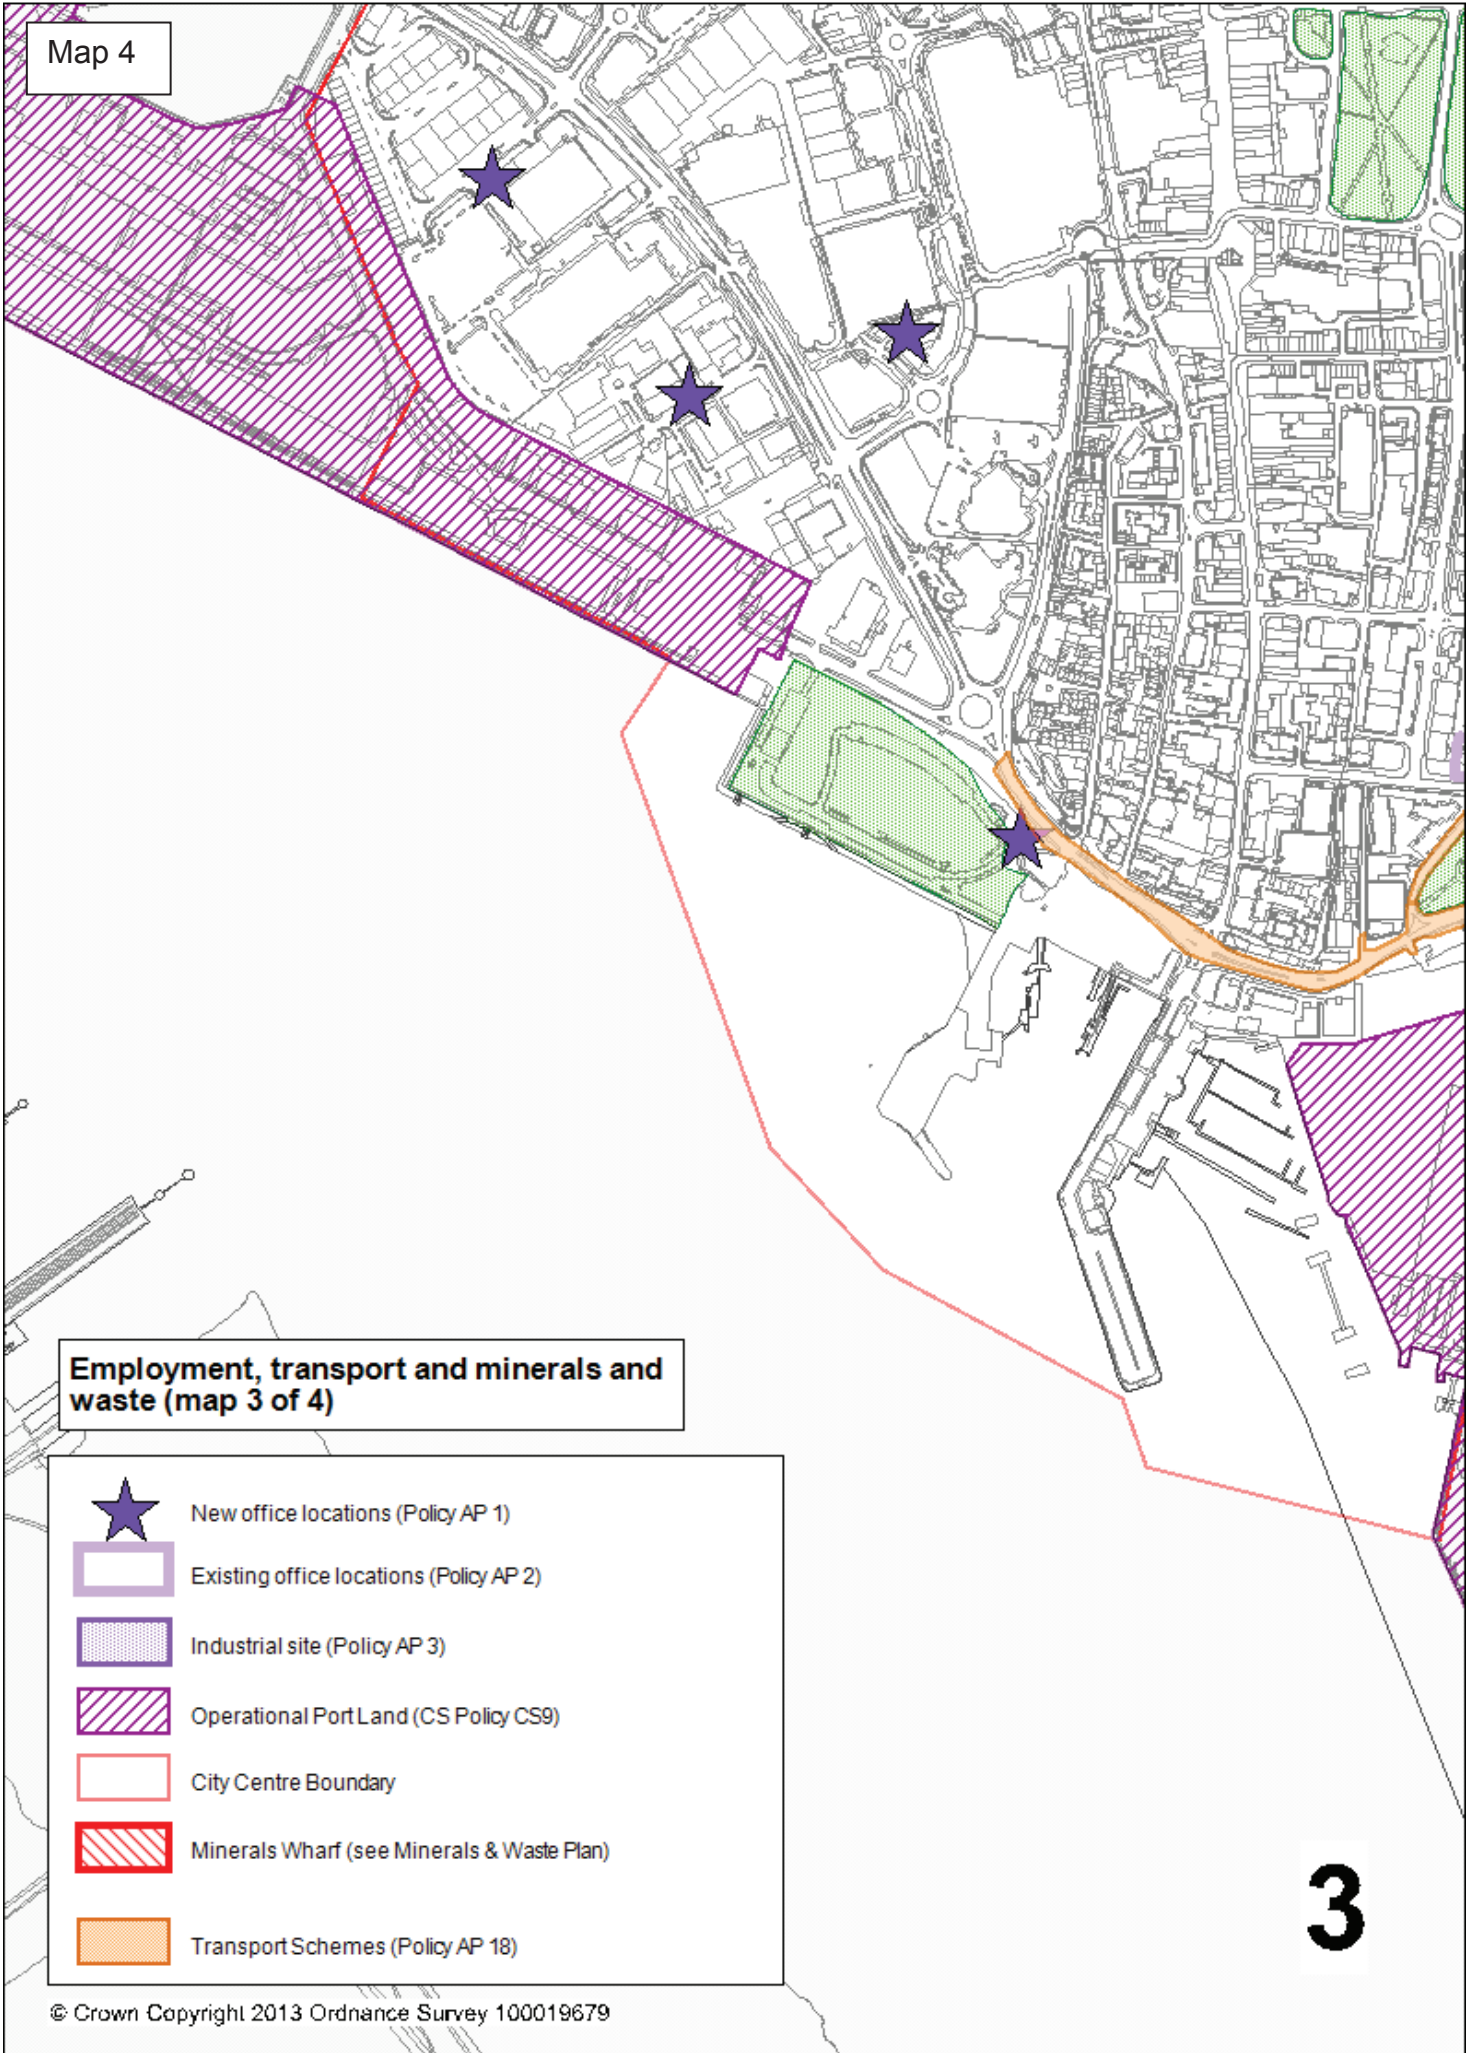 Map 4
Employment, transport and minerals and
waste (map 3 of 4)
New office locations (Policy AP 1)
Existing office locations (Policy AP 2)
Industrial site (Policy AP 3)
Operational Port Land (CS Policy CS9)
City Centre Boundary
Minerals Wharf (see Minerals & Waste Plan)
Transport Schemes (Policy AP 18)
3
© Crown Copyright 2013 Ordnance Survey 100019679